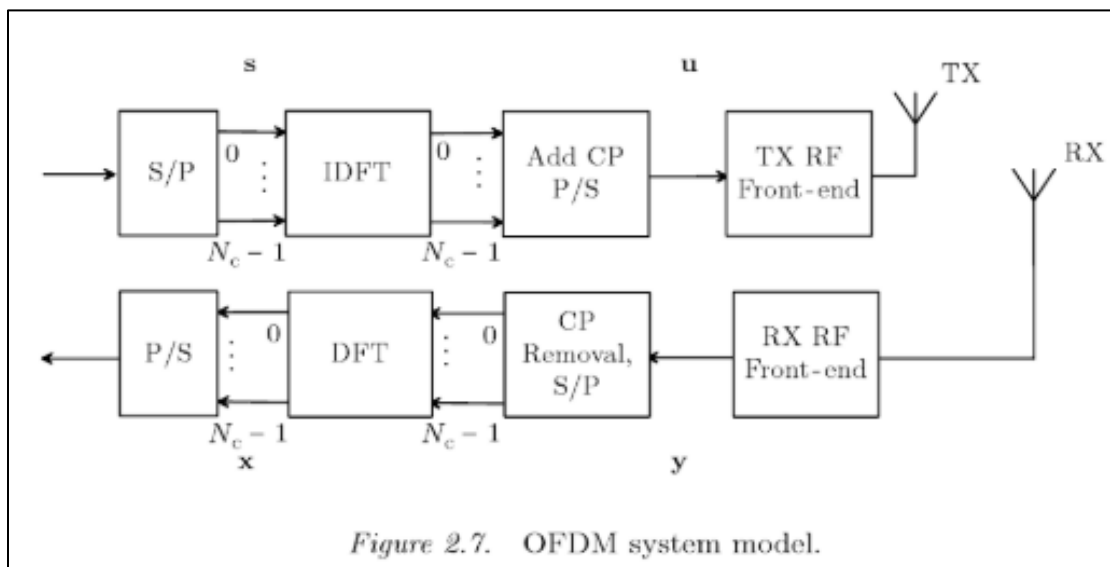 s
u
TX
RX
S/P
0
⋮
N_c − 1
IDFT
0
⋮
N_c − 1
Add CP
P/S
TX RF
Front-end
P/S
0
⋮
N_c − 1
DFT
0
⋮
N_c − 1
CP
Removal,
S/P
RX RF
Front-end
x
y
Figure 2.7. OFDM system model.